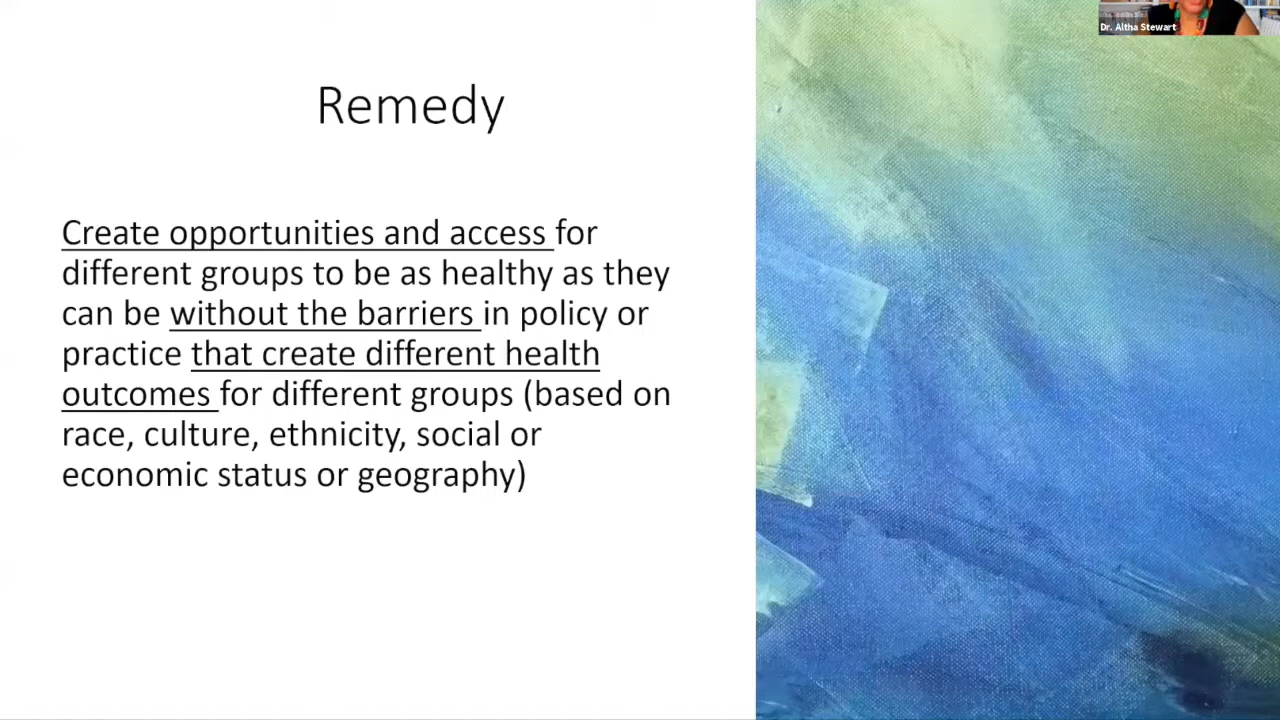 Dr. Altha Stewart
Remedy
Create opportunities and access for
different groups to be as healthy as they
can be without the barriers in policy or
practice that create different health
outcomes for different groups (based on
race, culture, ethnicity, social or
economic status or geography)